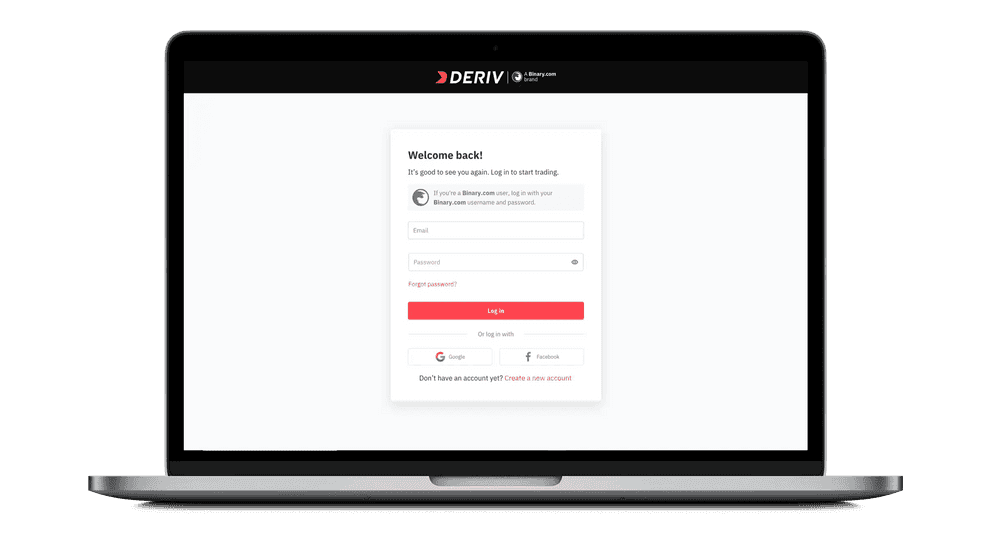 DERIV
A Binary.com
brand
Welcome back!
It's good to see you again. Log in to start trading.
If you're a Binary.com user, log in with your
Binary.com username and password.
Email
Password
Forgot password?
Log in
Or log in with
Google
Facebook
Don't have an account yet? Create a new account